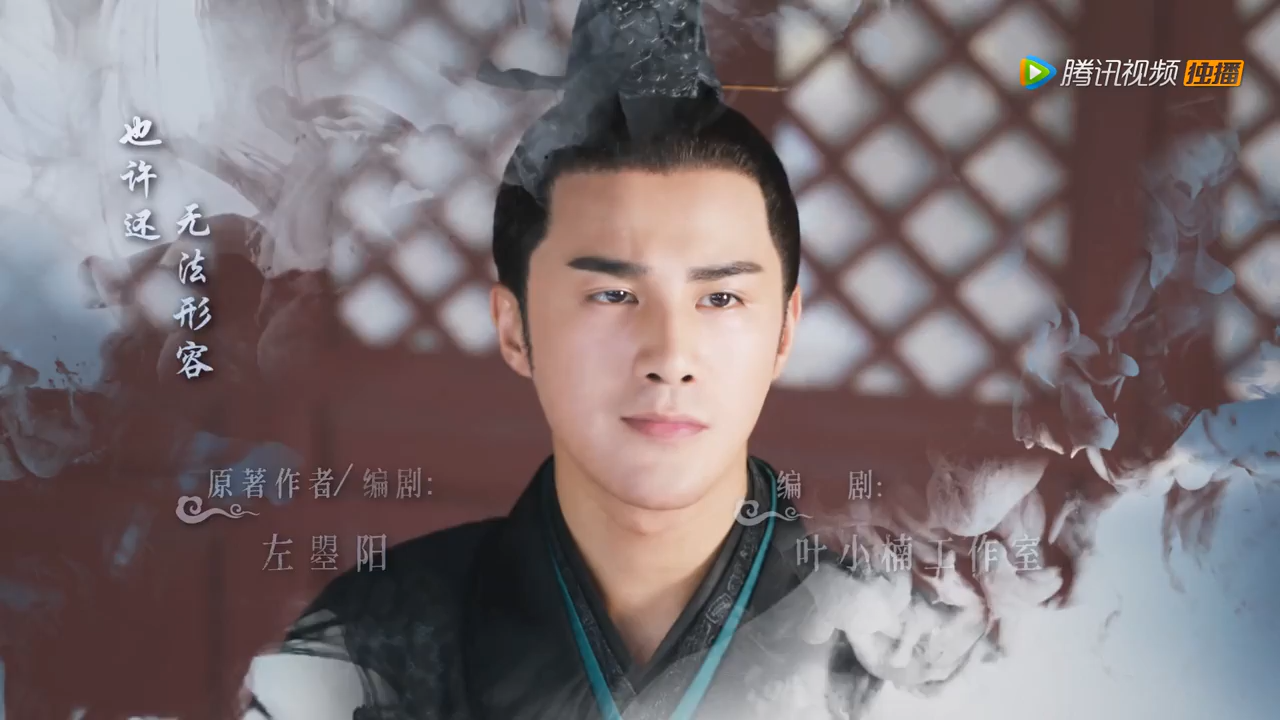 腾讯视频 独播
也许还
无法形容
原著作者/编剧:
左曌阳
编 剧:
叶小楠工作室